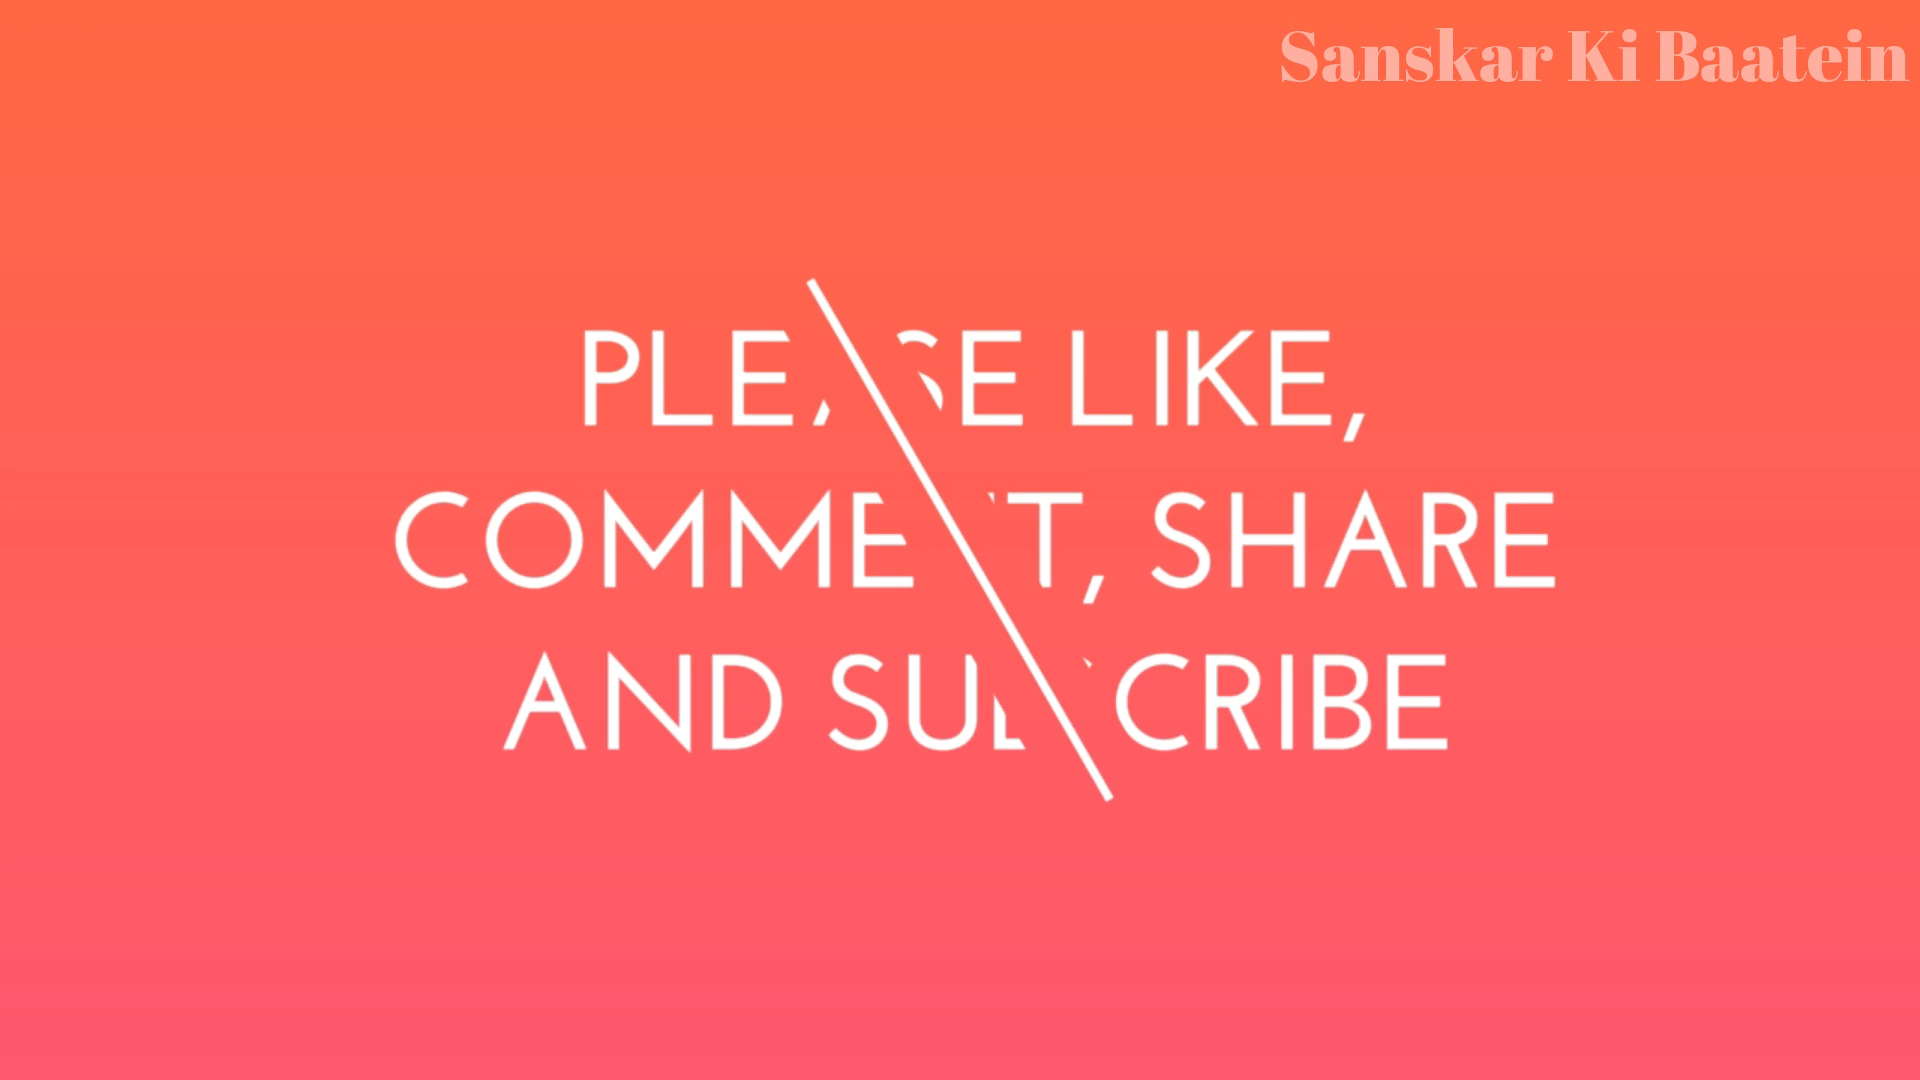 Sanskar Ki Baatein
PLEASE LIKE,
COMMENT, SHARE
AND SUBSCRIBE